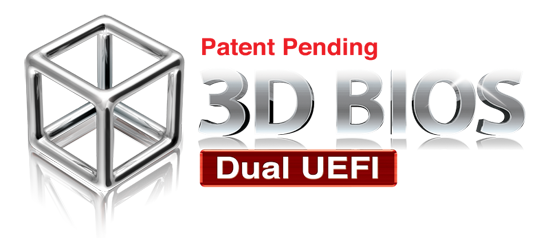 Patent Pending
3D BIOS
Dual UEFI